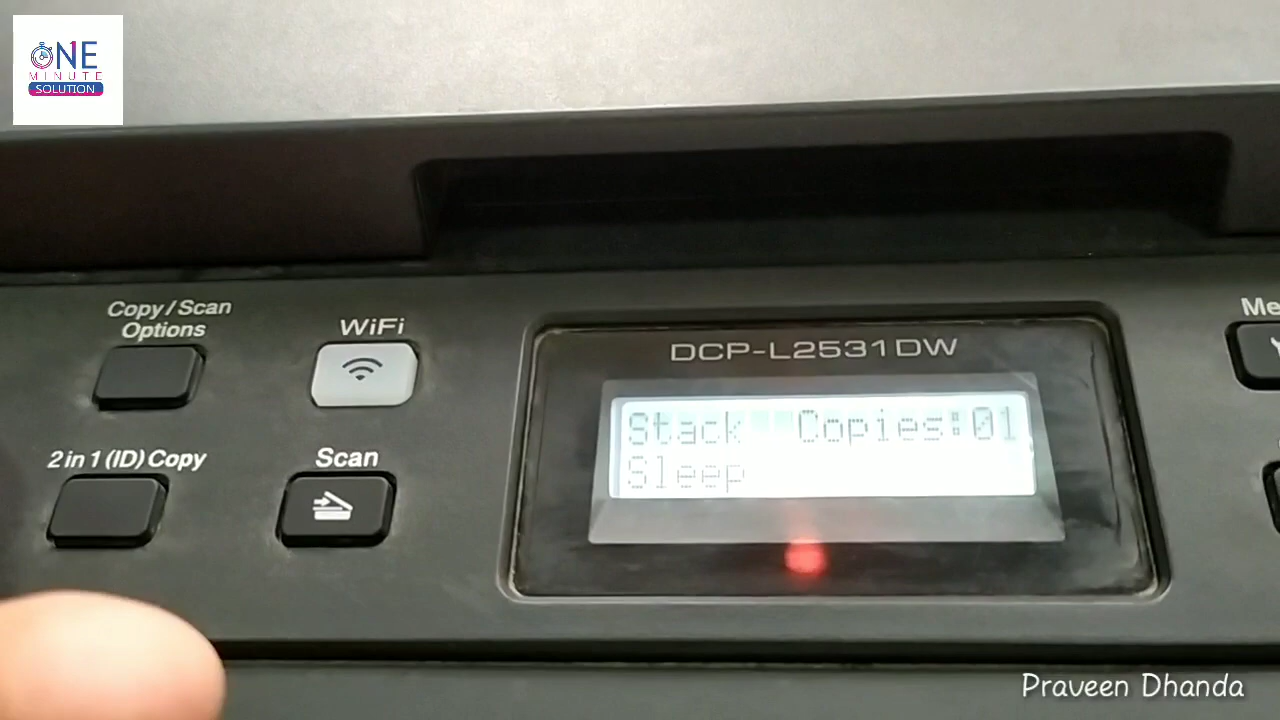 ONE
MINUTE
SOLUTION
Copy/Scan
Options
WiFi
DCP-L2531DW
Stack Copies:01
Sleep
2 in 1 (ID) Copy
Scan
Praveen Dhanda